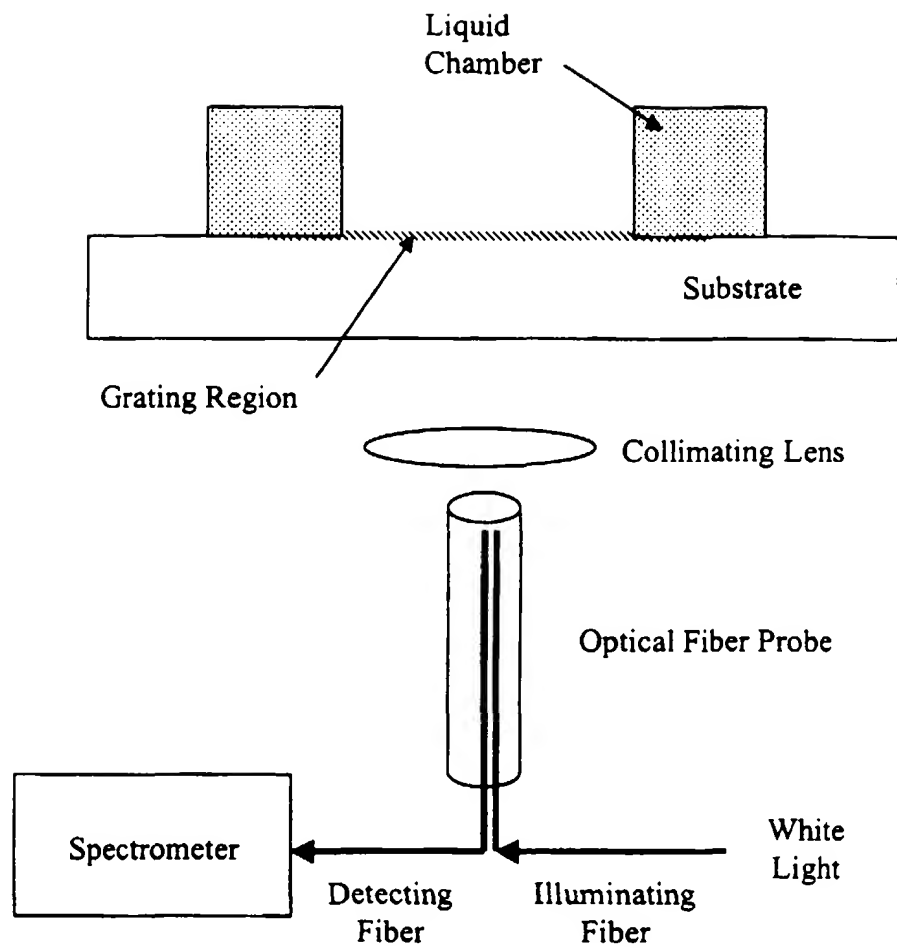 Liquid
Chamber
Substrate
Grating Region
Collimating Lens
Optical Fiber Probe
Spectrometer
White
Light
Detecting
Fiber
Illuminating
Fiber